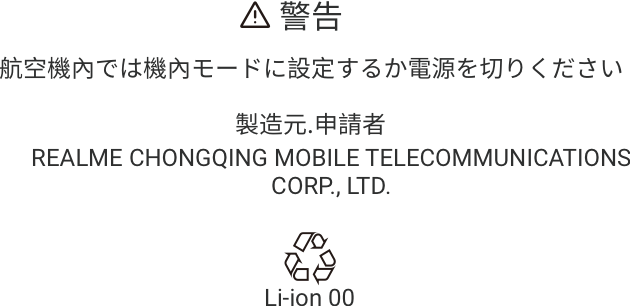 ⚠ 警告
航空機內では機內モードに設定するか電源を切りください
製造元.申請者
REALME CHONGQING MOBILE TELECOMMUNICATIONS
CORP., LTD.
Li-ion 00